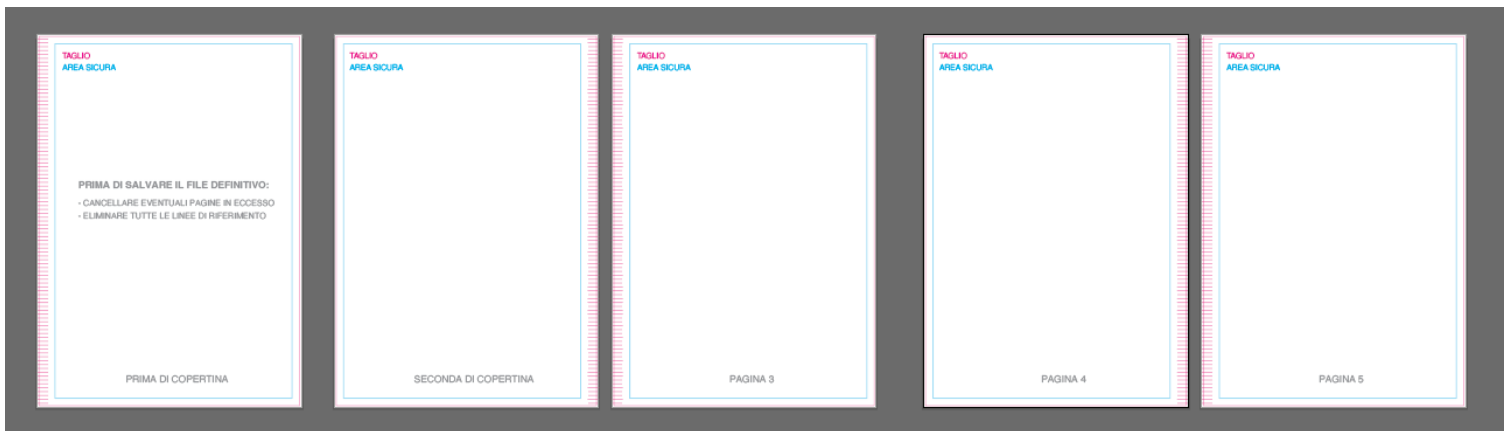 TAGLIO
AREA SICURA
PRIMA DI SALVARE IL FILE DEFINITIVO:
- CANCELLARE EVENTUALI PAGINE IN ECCESSO
- ELIMINARE TUTTE LE LINEE DI RIFERIMENTO
PRIMA DI COPERTINA
TAGLIO
AREA SICURA
SECONDA DI COPERTINA
TAGLIO
AREA SICURA
PAGINA 3
TAGLIO
AREA SICURA
PAGINA 4
TAGLIO
AREA SICURA
PAGINA 5